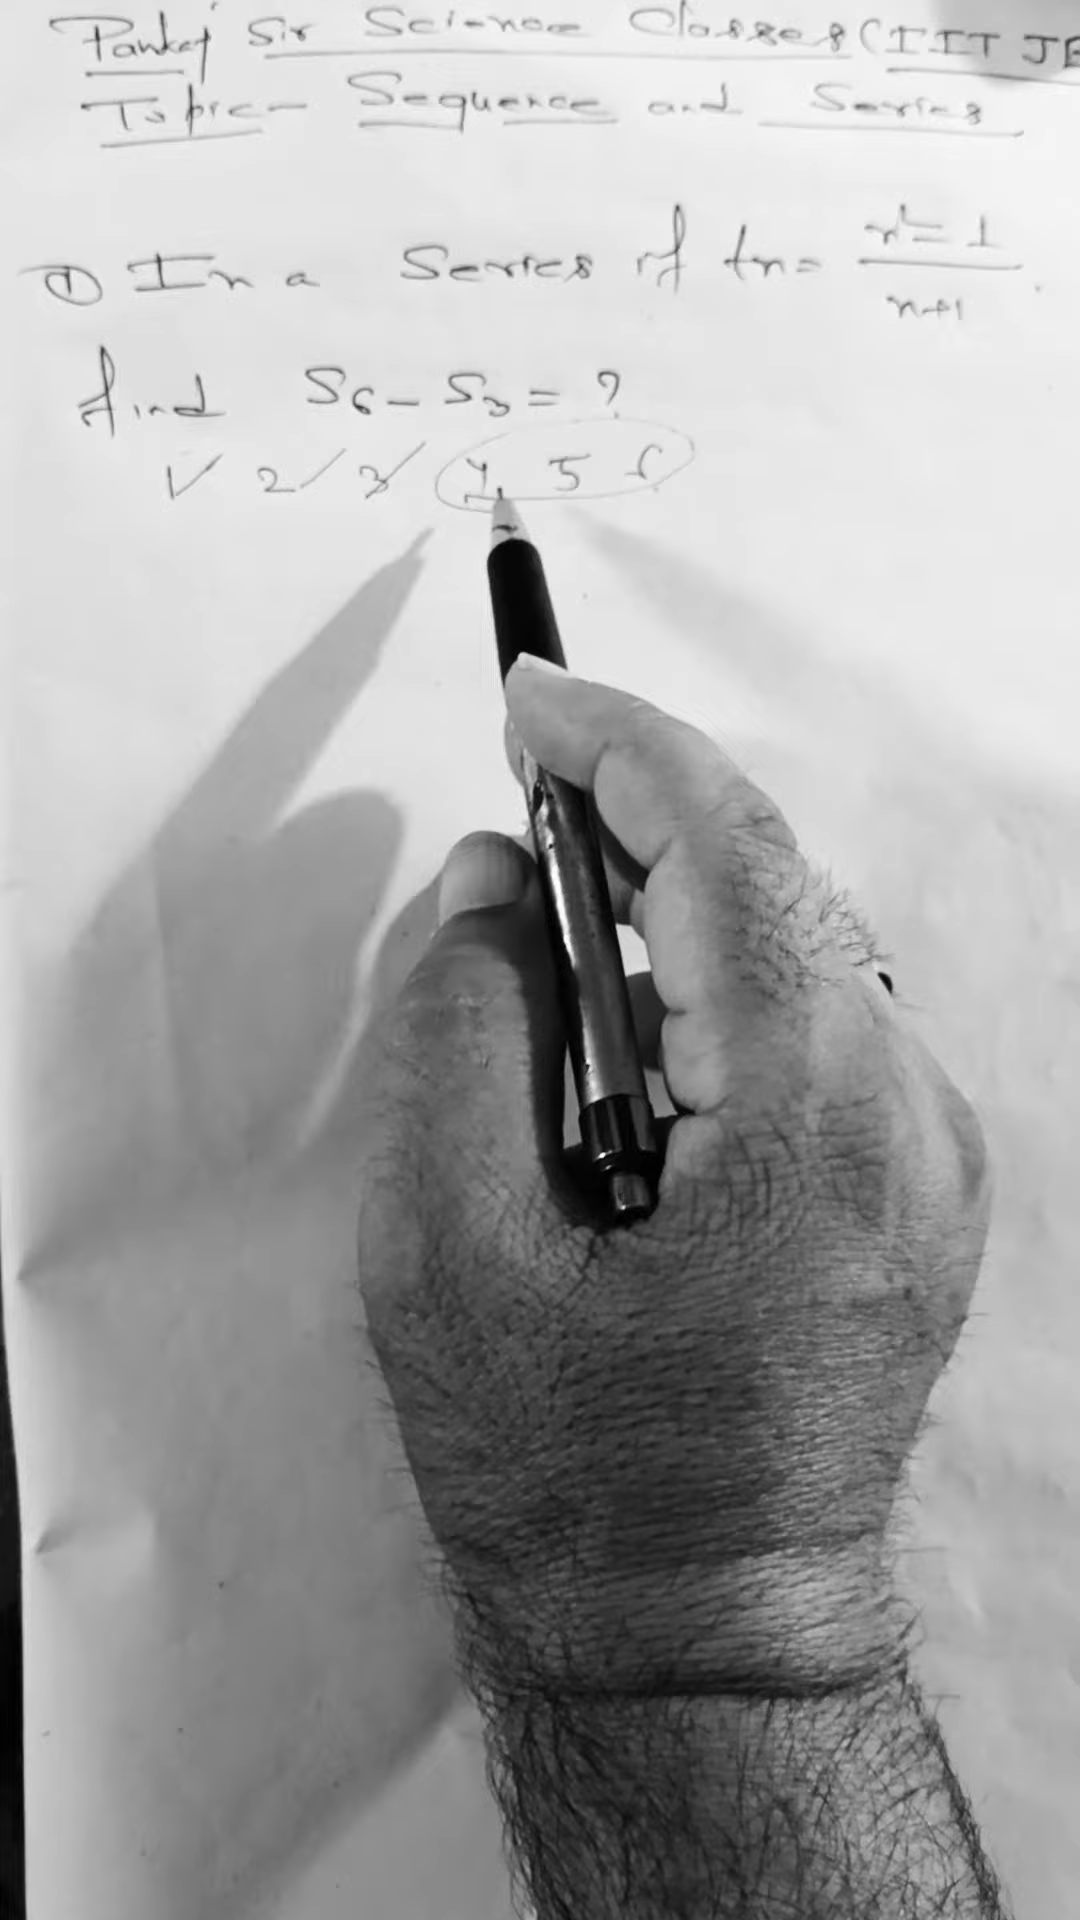 Pankaj Sir Science Classes (IIT JE
Topic - Sequence and Series
① In a Series if tn = n²-1/n+1.
find S6 - S3 = ?
1 2 3 4 5 6